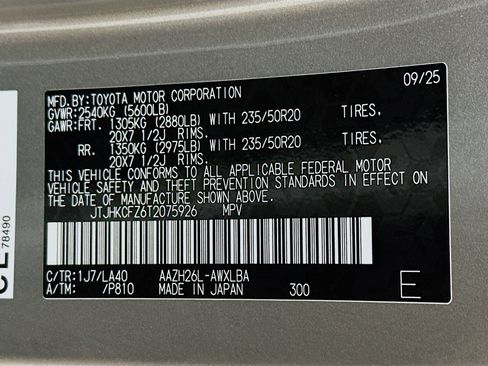 MFD.BY:TOYOTA MOTOR CORPORATION 09/25
GVWR:2540KG (5600LB)
GAWR:FRT. 1305KG (2880LB) WITH 235/50R20 TIRES,
20X7 1/2J RIMS.
RR. 1350KG (2975LB) WITH 235/50R20 TIRES,
20X7 1/2J RIMS.
THIS VEHICLE CONFORMS TO ALL APPLICABLE FEDERAL MOTOR
VEHICLE SAFETY AND THEFT PREVENTION STANDARDS IN EFFECT ON
THE DATE OF MANUFACTURE SHOWN ABOVE.
JTJHKCFZ6T2075926 MPV
C/TR:1J7/LA40 AAZH26L-AWXLBA
A/TM: /P810 MADE IN JAPAN 300 E
78490